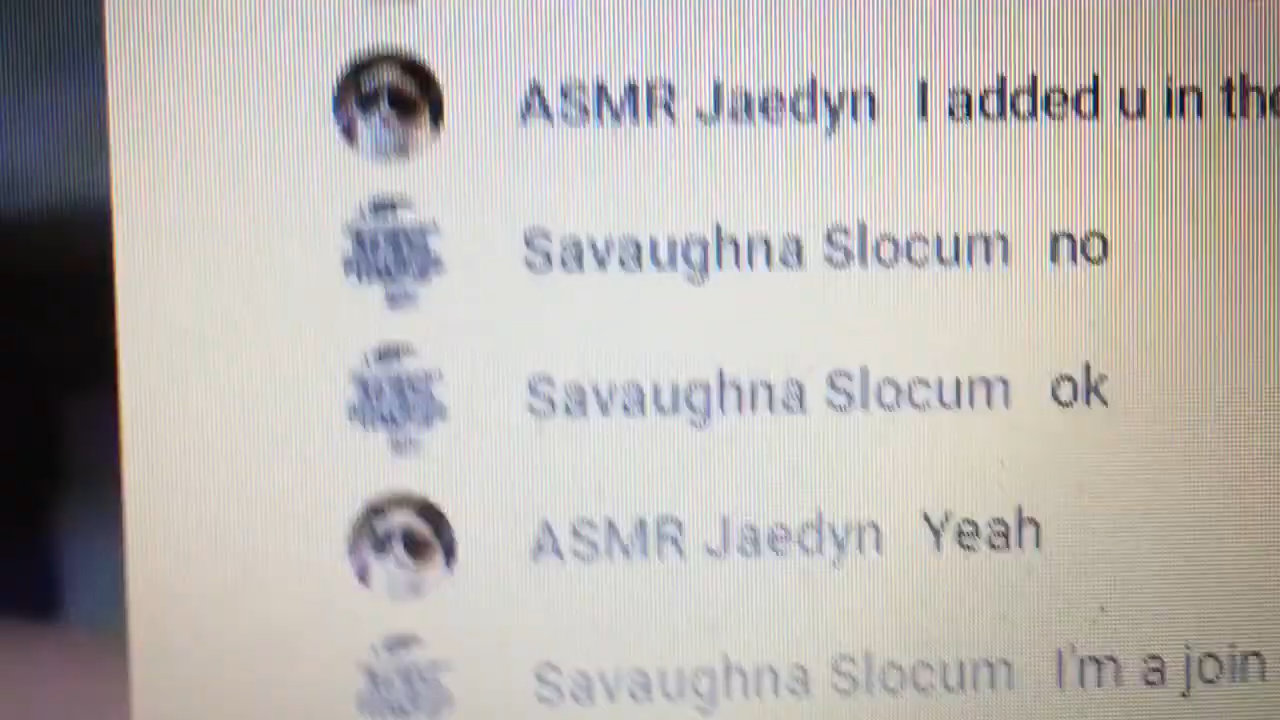 ASMR Jaedyn I added u in the
Savaughna Slocum no
Savaughna Slocum ok
ASMR Jaedyn Yeah
Savaughna Slocum I'm a join